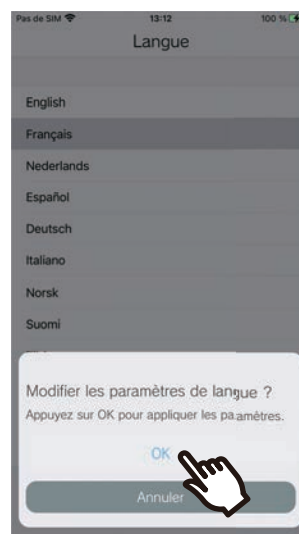 Pas de SIM 13:12 100 %
Langue
English
Français
Nederlands
Español
Deutsch
Italiano
Norsk
Suomi
Modifier les paramètres de langue ?
Appuyez sur OK pour appliquer les paramètres.
OK
Annuler